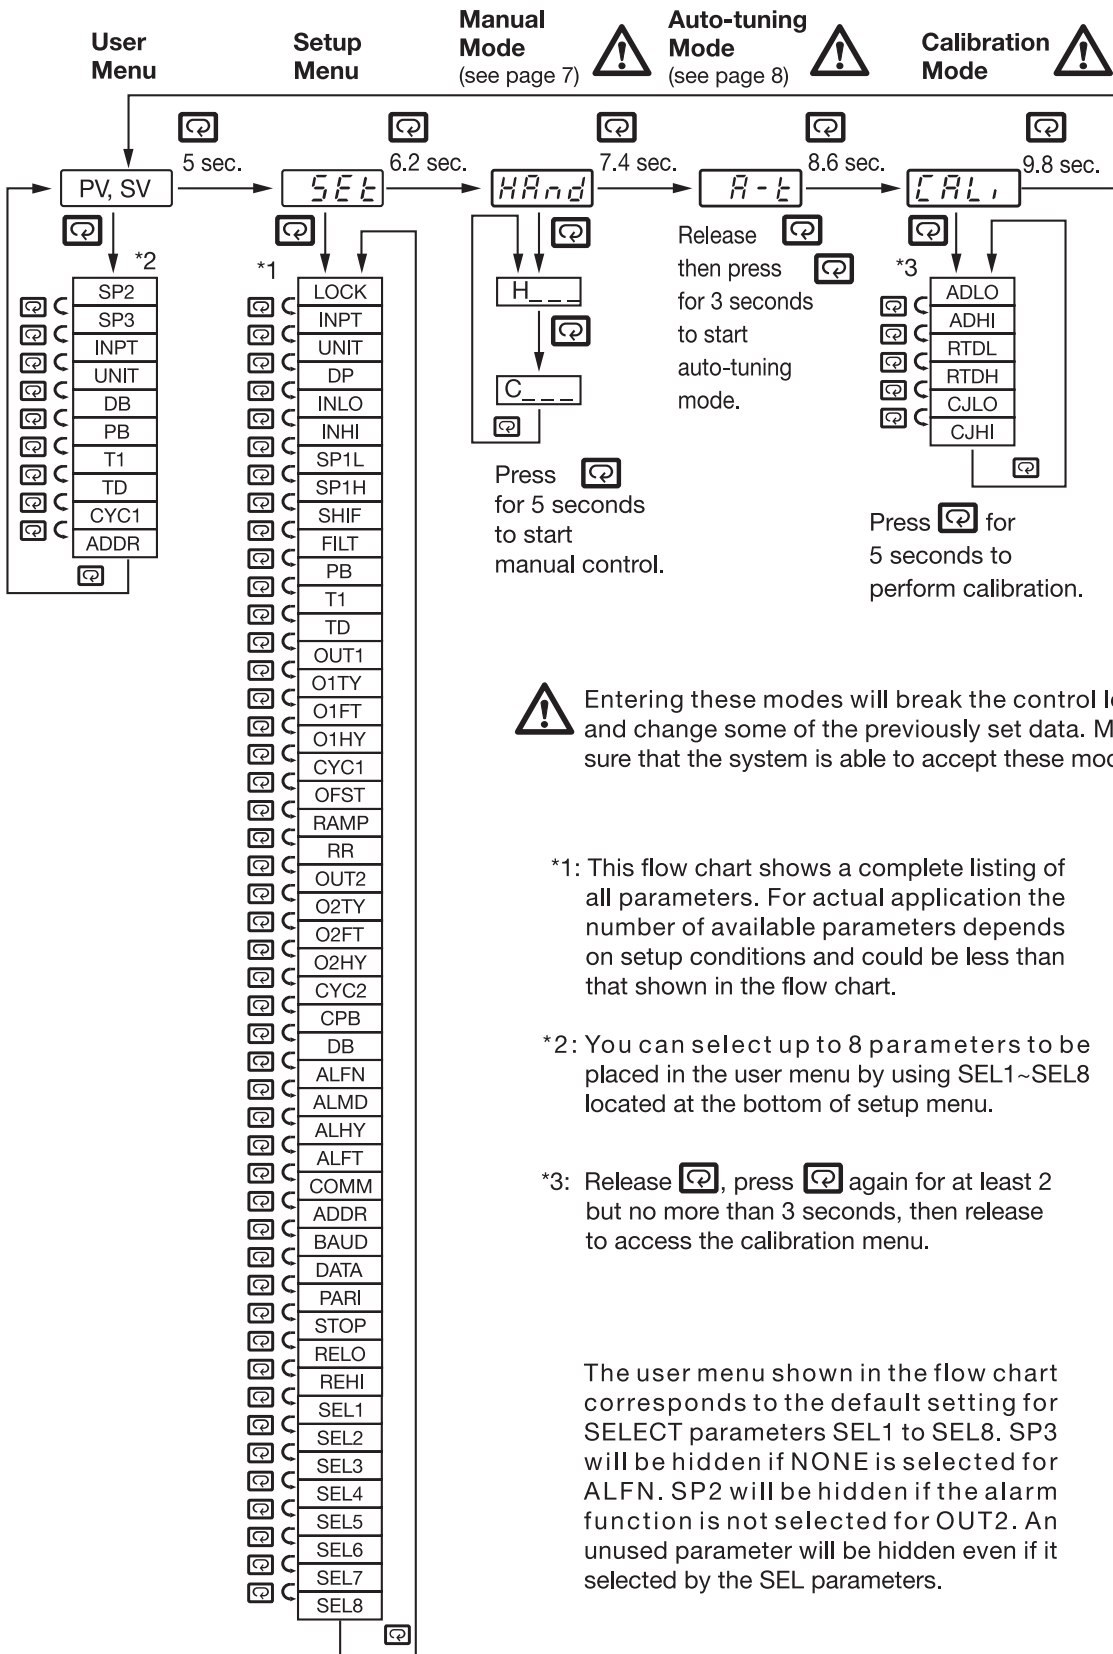 User
Menu
Setup
Menu
Manual
Mode
(see page 7)
Auto-tuning
Mode
(see page 8)
Calibration
Mode
5 sec.
6.2 sec.
7.4 sec.
8.6 sec.
9.8 sec.
PV, SV
SEt
HAnd
A-t
CALi
*2
SP2
SP3
INPT
UNIT
DB
PB
T1
TD
CYC1
ADDR
*1
LOCK
INPT
UNIT
DP
INLO
INHI
SP1L
SP1H
SHIF
FILT
PB
T1
TD
OUT1
O1TY
O1FT
O1HY
CYC1
OFST
RAMP
RR
OUT2
O2TY
O2FT
O2HY
CYC2
CPB
DB
ALFN
ALMD
ALHY
ALFT
COMM
ADDR
BAUD
DATA
PARI
STOP
RELO
REHI
SEL1
SEL2
SEL3
SEL4
SEL5
SEL6
SEL7
SEL8
H_ _ _
C_ _ _
Press
for 5 seconds
to start
manual control.
Release
then press
for 3 seconds
to start
auto-tuning
mode.
*3
ADLO
ADHI
RTDL
RTDH
CJLO
CJHI
Press for
5 seconds to
perform calibration.
Entering these modes will break the control
and change some of the previously set data.
sure that the system is able to accept these
*1: This flow chart shows a complete listing of
all parameters. For actual application the
number of available parameters depends
on setup conditions and could be less than
that shown in the flow chart.
*2: You can select up to 8 parameters to be
placed in the user menu by using SEL1~SEL8
located at the bottom of setup menu.
*3: Release , press again for at least 2
but no more than 3 seconds, then release
to access the calibration menu.
The user menu shown in the flow chart
corresponds to the default setting for
SELECT parameters SEL1 to SEL8. SP3
will be hidden if NONE is selected for
ALFN. SP2 will be hidden if the alarm
function is not selected for OUT2. An
unused parameter will be hidden even if it
selected by the SEL parameters.